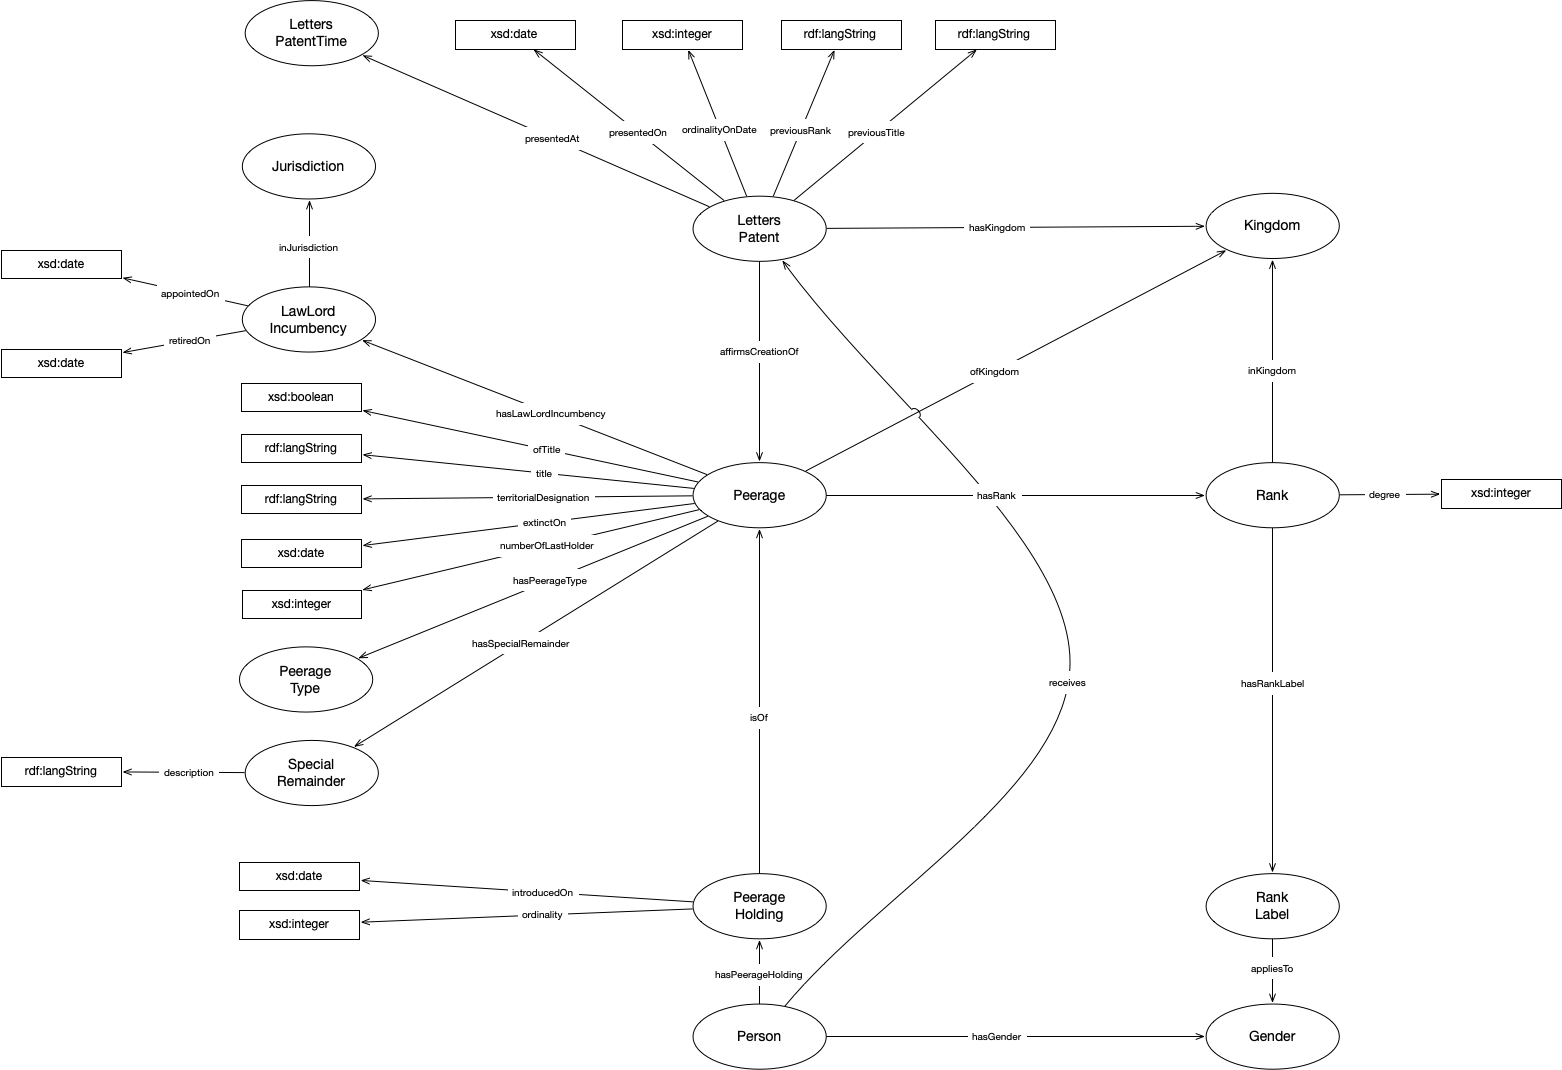 Letters
PatentTime
xsd:date
xsd:integer
rdf:langString
rdf:langString
presentedAt
presentedOn
ordinalityOnDate
previousRank
previousTitle
Jurisdiction
Letters
Patent
hasKingdom
Kingdom
inJurisdiction
xsd:date
appointedOn
LawLord
Incumbency
retiredOn
xsd:date
affirmsCreationOf
ofKingdom
inKingdom
xsd:boolean
hasLawLordIncumbency
rdf:langString
ofTitle
title
rdf:langString
territorialDesignation
Peerage
hasRank
Rank
degree
xsd:integer
extinctOn
xsd:date
numberOfLastHolder
hasPeerageType
xsd:integer
hasSpecialRemainder
Peerage
Type
receives
hasRankLabel
isOf
rdf:langString
description
Special
Remainder
xsd:date
introducedOn
xsd:integer
ordinality
Peerage
Holding
Rank
Label
hasPeerageHolding
appliesTo
Person
hasGender
Gender